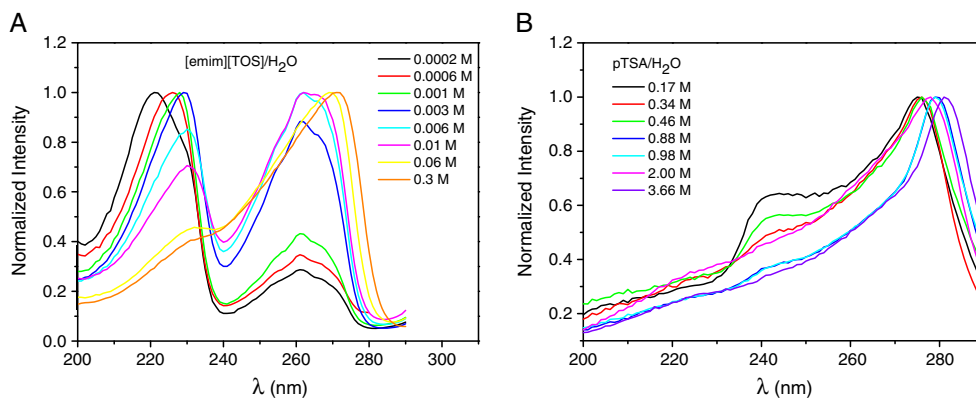 A
[emim][TOS]/H₂O
0.0002 M
0.0006 M
0.001 M
0.003 M
0.006 M
0.01 M
0.06 M
0.3 M
Normalized Intensity
1.2
1.0
0.8
0.6
0.4
0.2
0.0
200 220 240 260 280 300
λ (nm)
B
pTSA/H₂O
0.17 M
0.34 M
0.46 M
0.88 M
0.98 M
2.00 M
3.66 M
Normalized Intensity
1.2
1.0
0.8
0.6
0.4
0.2
200 220 240 260 280
λ (nm)